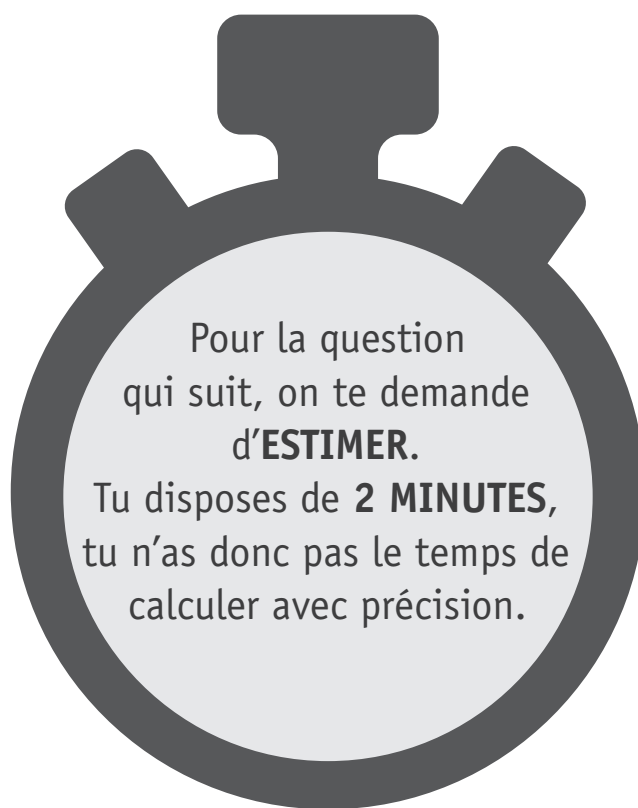 Pour la question
qui suit, on te demande
d’ESTIMER.
Tu disposes de 2 MINUTES,
tu n’as donc pas le temps de
calculer avec précision.